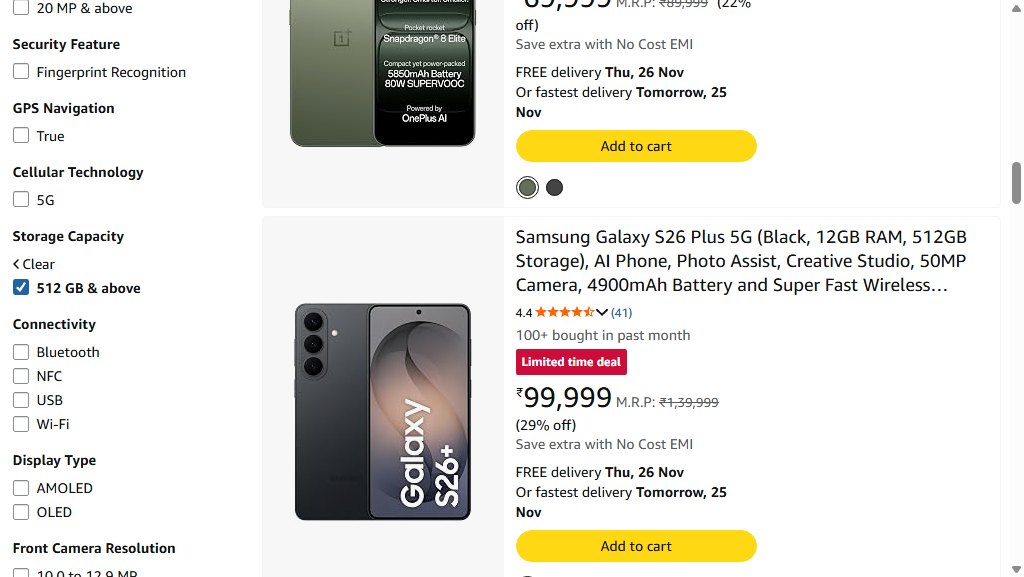 20 MP & above
Security Feature
Fingerprint Recognition
GPS Navigation
True
Cellular Technology
5G
Storage Capacity
Clear
512 GB & above
Connectivity
Bluetooth
NFC
USB
Wi-Fi
Display Type
AMOLED
OLED
Front Camera Resolution
10.0 to 12.9 MP
Pocket rocket
Snapdragon® 8 Elite
Compact yet power-packed
5850mAh Battery
80W SUPERVOOC
Powered by
OnePlus AI
M.R.P: ₹89,999 (22%
off)
Save extra with No Cost EMI
FREE delivery Thu, 26 Nov
Or fastest delivery Tomorrow, 25
Nov
Add to cart
Galaxy
S26+
Samsung Galaxy S26 Plus 5G (Black, 12GB RAM, 512GB
Storage), AI Phone, Photo Assist, Creative Studio, 50MP
Camera, 4900mAh Battery and Super Fast Wireless…
4.4 (41)
100+ bought in past month
Limited time deal
₹99,999 M.R.P: ₹1,39,999
(29% off)
Save extra with No Cost EMI
FREE delivery Thu, 26 Nov
Or fastest delivery Tomorrow, 25
Nov
Add to cart